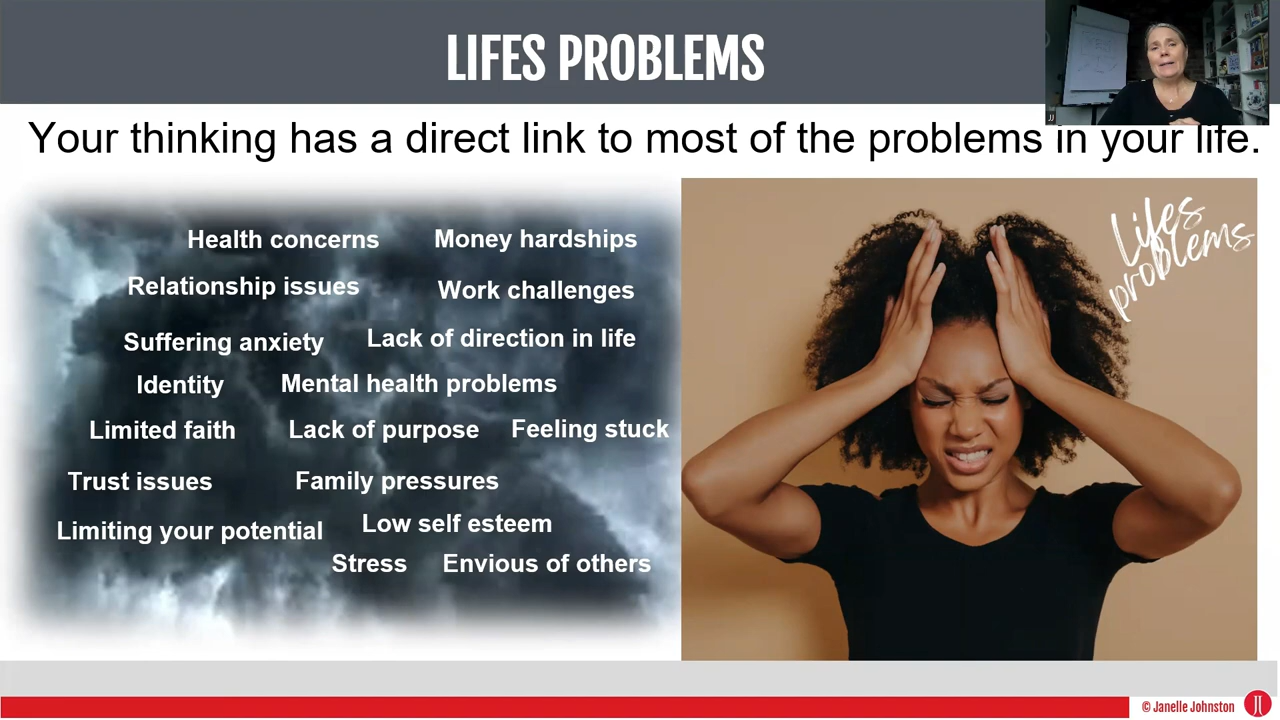 LIFES PROBLEMS
JJ
Your thinking has a direct link to most of the problems in your life.
Health concerns Money hardships
Relationship issues Work challenges
Suffering anxiety Lack of direction in life
Identity Mental health problems
Limited faith Lack of purpose Feeling stuck
Trust issues Family pressures
Limiting your potential Low self esteem
Stress Envious of others
Lifes
problems
© Janelle Johnston JJ